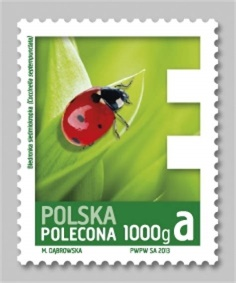 Biedronka siedmiokropka (Coccinella septempunctata)
E
POLSKA
POLECONA 1000g a
M. DĄBROWSKA PWPW SA 2013